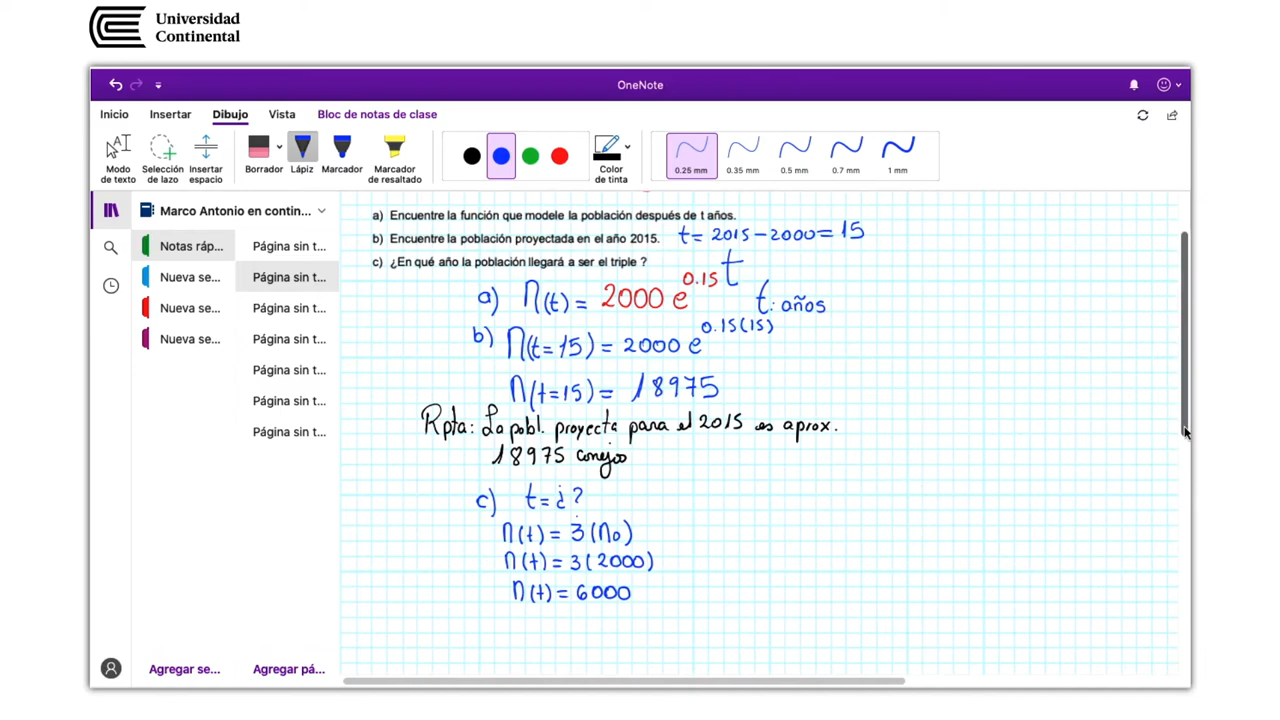 Universidad
Continental
OneNote
Inicio
Insertar
Dibujo
Vista
Bloc de notas de clase
Modo de texto
Selección de lazo
Insertar espacio
Borrador
Lápiz
Marcador
Marcador de resaltado
Color de tinta
0.25 mm
0.35 mm
0.5 mm
0.7 mm
1 mm
Marco Antonio en contin...
Notas ráp...
Nueva se...
Nueva se...
Nueva se...
Página sin t...
Página sin t...
Página sin t...
Página sin t...
Página sin t...
Página sin t...
Página sin t...
Agregar se...
Agregar pá...
a) Encuentre la función que modele la población después de t años.
b) Encuentre la población proyectada en el año 2015. t = 2015 - 2000 = 15
c) ¿En qué año la población llegará a ser el triple ?
a) n(t) = 2000 e^0.15 t t: años
b) n(t=15) = 2000 e^0.15(15)
n(t=15) = 18975
Rpta: La pobl. proyecta para el 2015 es aprox.
18975 conejos
c) t = ¿?
n(t) = 3(n0)
n(t) = 3(2000)
n(t) = 6000